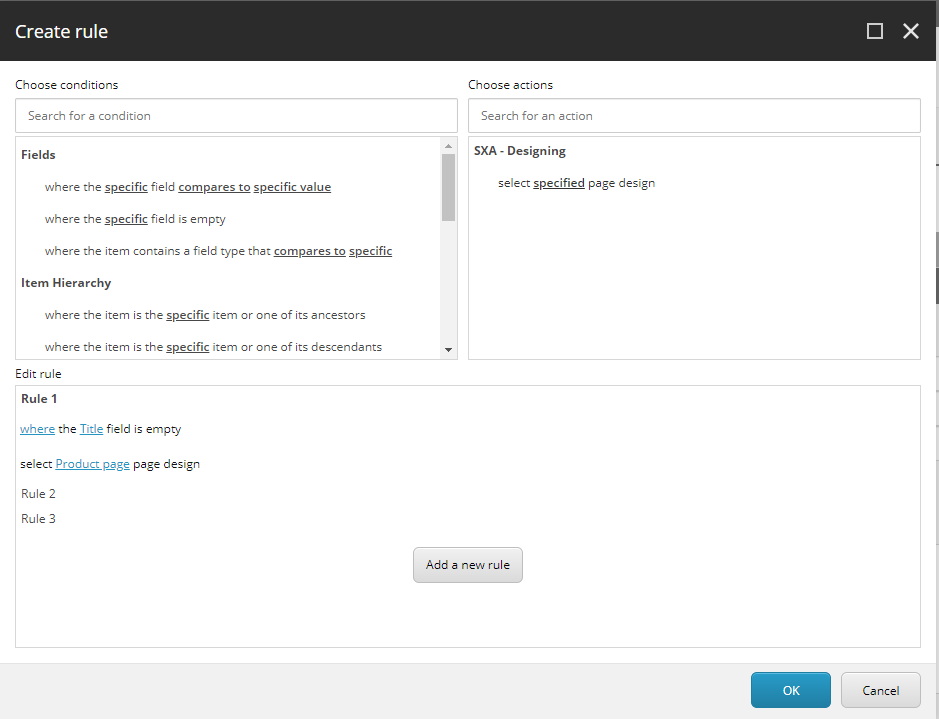 Create rule
Choose conditions
Choose actions
Search for a condition
Search for an action
Fields
where the specific field compares to specific value
where the specific field is empty
where the item contains a field type that compares to specific
Item Hierarchy
where the item is the specific item or one of its ancestors
where the item is the specific item or one of its descendants
SXA - Designing
select specified page design
Edit rule
Rule 1
where the Title field is empty
select Product page page design
Rule 2
Rule 3
Add a new rule
OK
Cancel